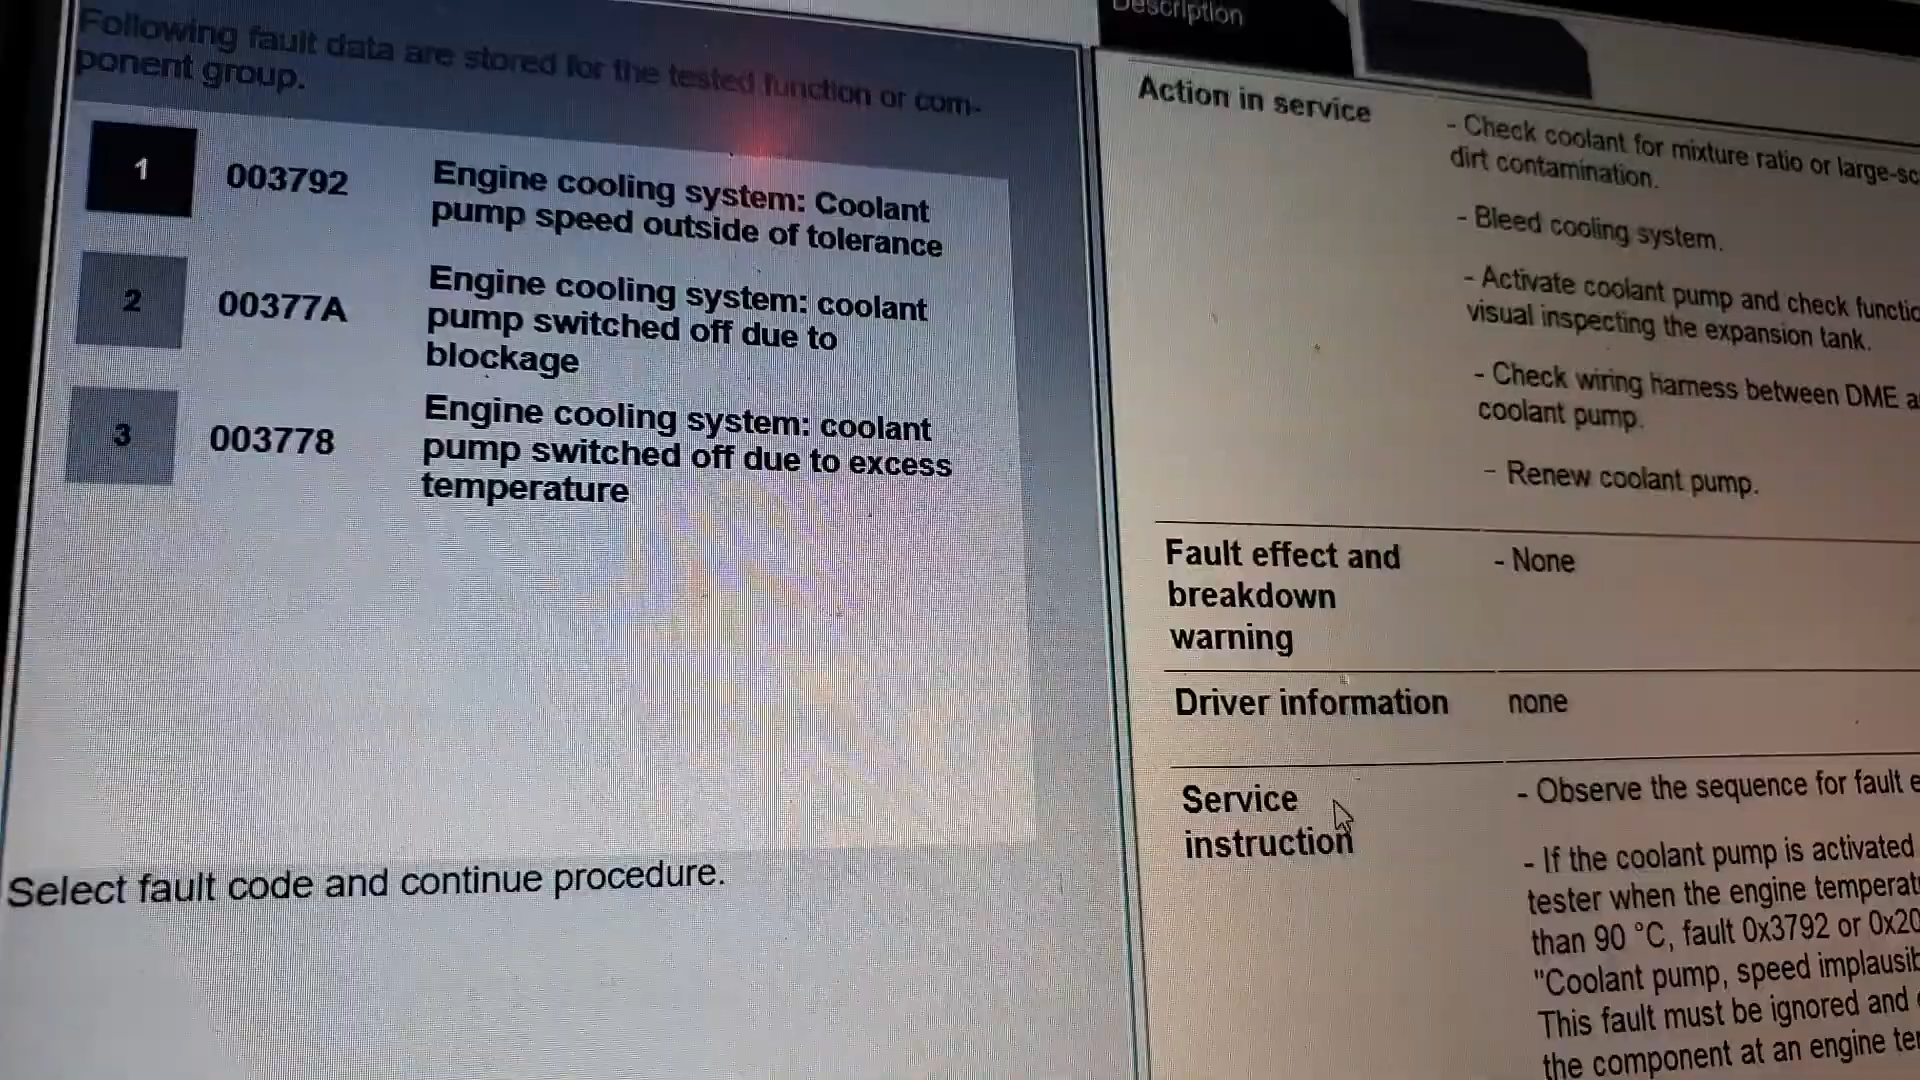 Following fault data are stored for the tested function or com-
ponent group.
1 003792 Engine cooling system: Coolant
pump speed outside of tolerance
2 00377A Engine cooling system: coolant
pump switched off due to
blockage
3 003778 Engine cooling system: coolant
pump switched off due to excess
temperature
Select fault code and continue procedure.
Description
Action in service
- Check coolant for mixture ratio or
dirt contamination.
- Bleed cooling system.
- Activate coolant pump and check
visual inspecting the expansion tank.
- Check wiring harness between DME
coolant pump.
- Renew coolant pump.
Fault effect and
breakdown
warning
- None
Driver information
none
Service
instruction
- Observe the sequence for fault
- If the coolant pump is activated
tester when the engine
than 90 °C, fault 0x3792 or
"Coolant pump, speed
This fault must be ignored and
the component at an engine